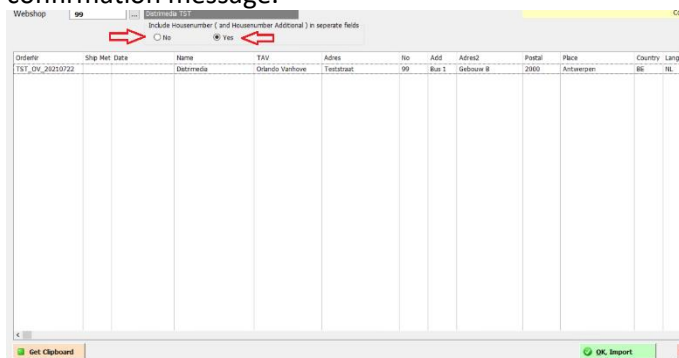 confirmation message.
Webshop 99 ... Distrimedia TST
Include Housenumber ( and Housenumber Additional ) in seperate fields
No Yes
OrderNr Ship Met Date Name TAV Adres No Add Adres2 Postal Place Country Lang
TST_OV_20210722 Distrimedia Orlando Vanhove Teststraat 99 Bus 1 Gebouw B 2000 Antwerpen BE NL
Get Clipboard OK, Import